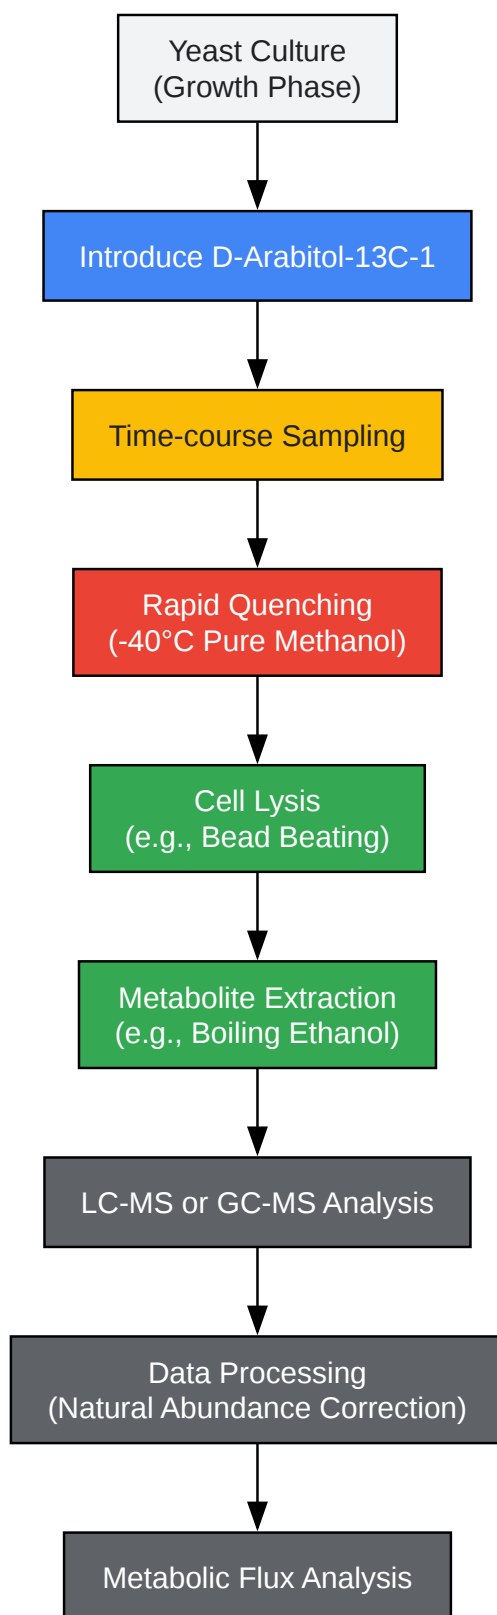 Yeast Culture
(Growth Phase)
Introduce D-Arabitol-13C-1
Time-course Sampling
Rapid Quenching
(-40°C Pure Methanol)
Cell Lysis
(e.g., Bead Beating)
Metabolite Extraction
(e.g., Boiling Ethanol)
LC-MS or GC-MS Analysis
Data Processing
(Natural Abundance Correction)
Metabolic Flux Analysis